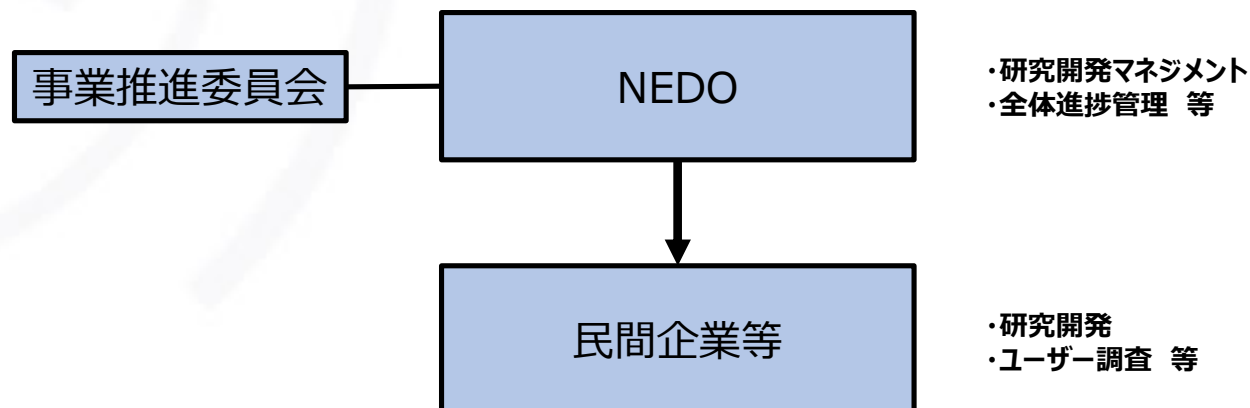 事業推進委員会
NEDO
・研究開発マネジメント
・全体進捗管理 等
民間企業等
・研究開発
・ユーザー調査 等